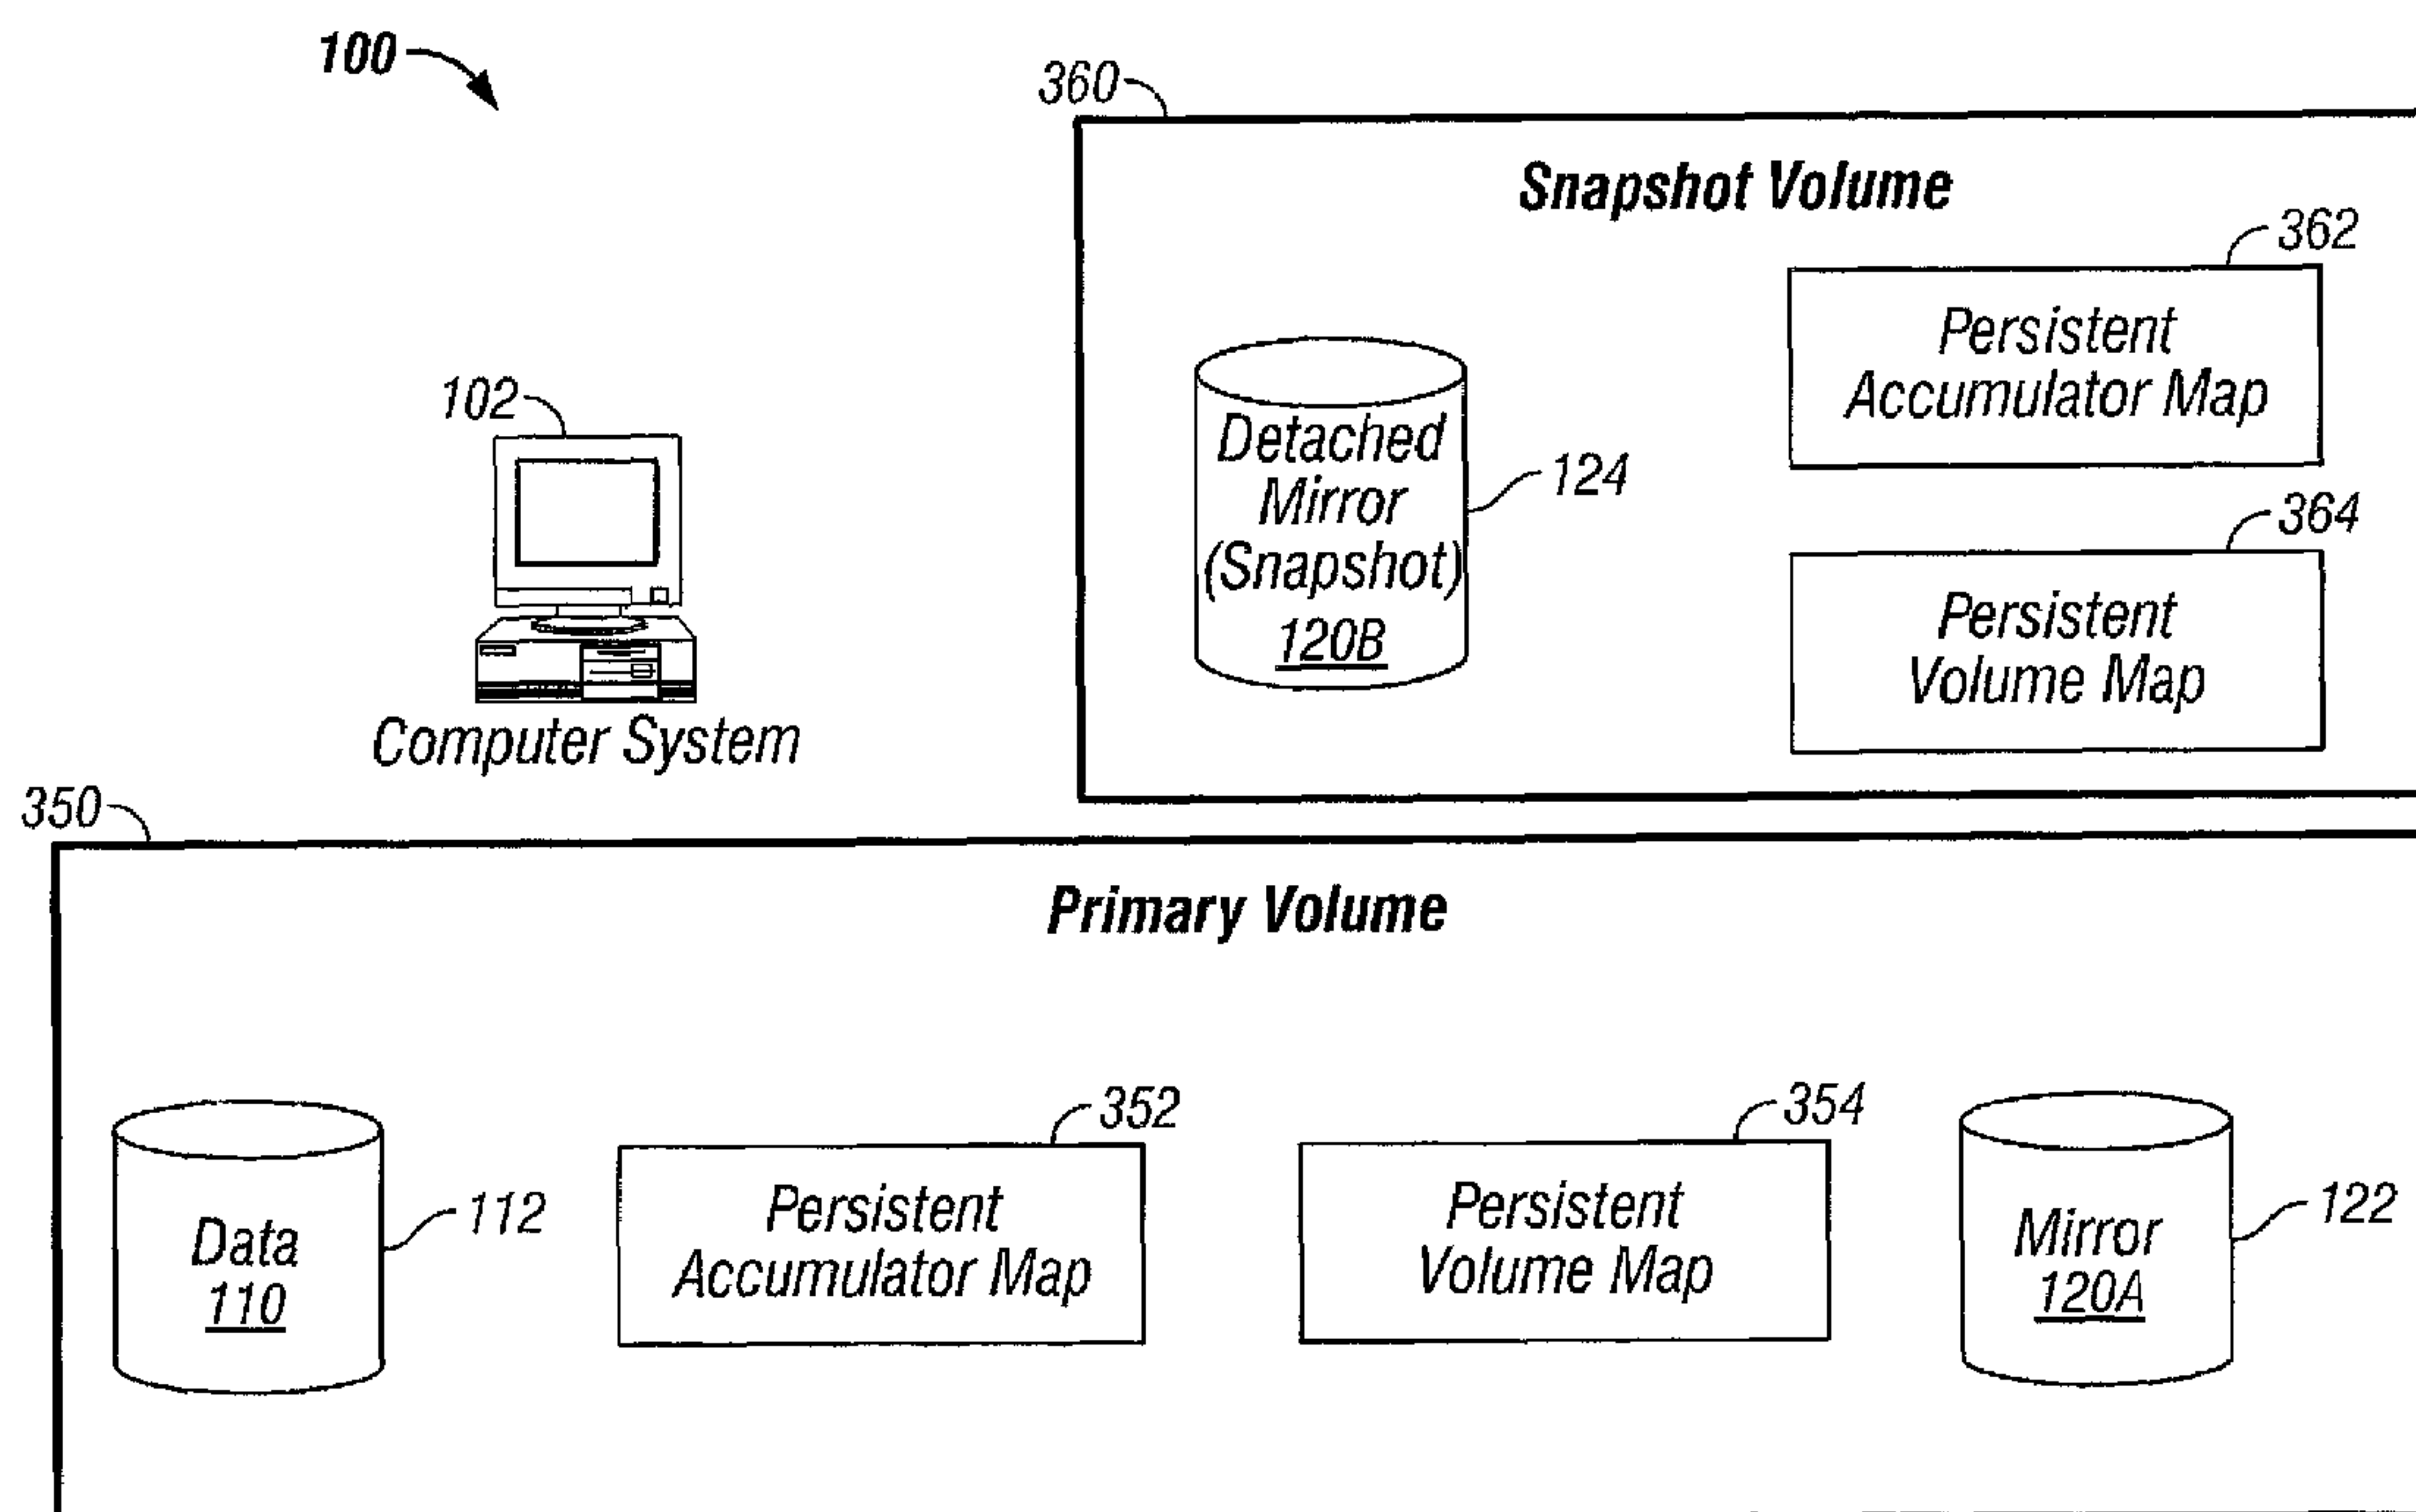 100
360
Snapshot Volume
362
Persistent
Accumulator Map
102
Detached
Mirror
(Snapshot)
120B
124
364
Persistent
Volume Map
Computer System
350
Primary Volume
352
354
Data
110
112
Persistent
Accumulator Map
Persistent
Volume Map
Mirror
120A
122